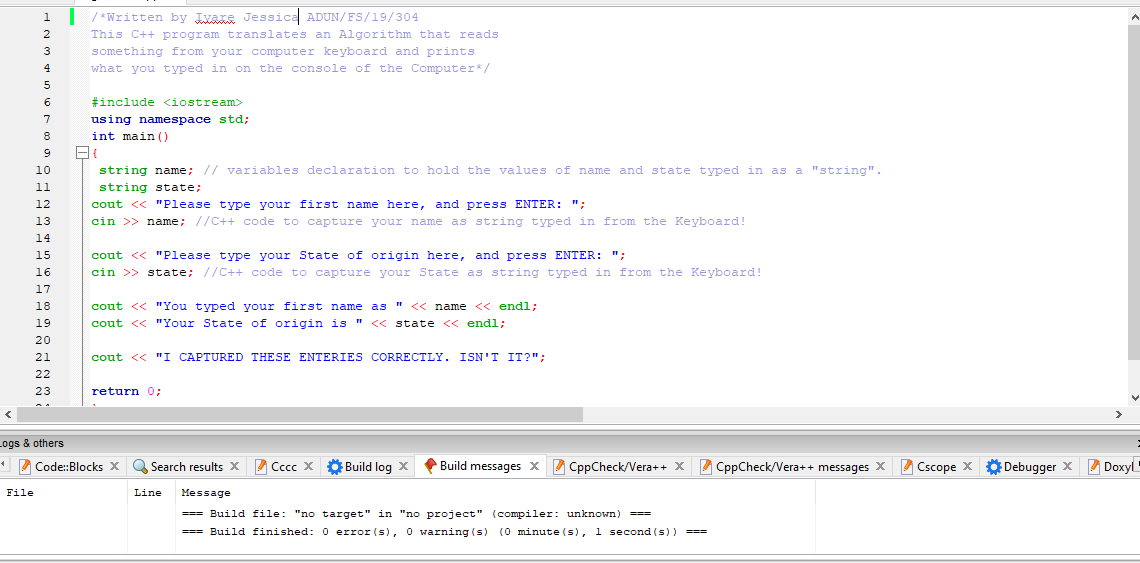 1 /*Written by Iyare Jessica ADUN/FS/19/304
2 This C++ program translates an Algorithm that reads
3 something from your computer keyboard and prints
4 what you typed in on the console of the Computer*/
5
6 #include <iostream>
7 using namespace std;
8 int main()
9 {
10 string name; // variables declaration to hold the values of name and state typed in as a "string".
11 string state;
12 cout << "Please type your first name here, and press ENTER: ";
13 cin >> name; //C++ code to capture your name as string typed in from the Keyboard!
14
15 cout << "Please type your State of origin here, and press ENTER: ";
16 cin >> state; //C++ code to capture your State as string typed in from the Keyboard!
17
18 cout << "You typed your first name as " << name << endl;
19 cout << "Your State of origin is " << state << endl;
20
21 cout << "I CAPTURED THESE ENTERIES CORRECTLY. ISN'T IT?";
22
23 return 0;
Logs & others
Code::Blocks Search results Cccc Build log Build messages CppCheck/Vera++ CppCheck/Vera++ messages Cscope Debugger Doxyl
File Line Message
=== Build file: "no target" in "no project" (compiler: unknown) ===
=== Build finished: 0 error(s), 0 warning(s) (0 minute(s), 1 second(s)) ===